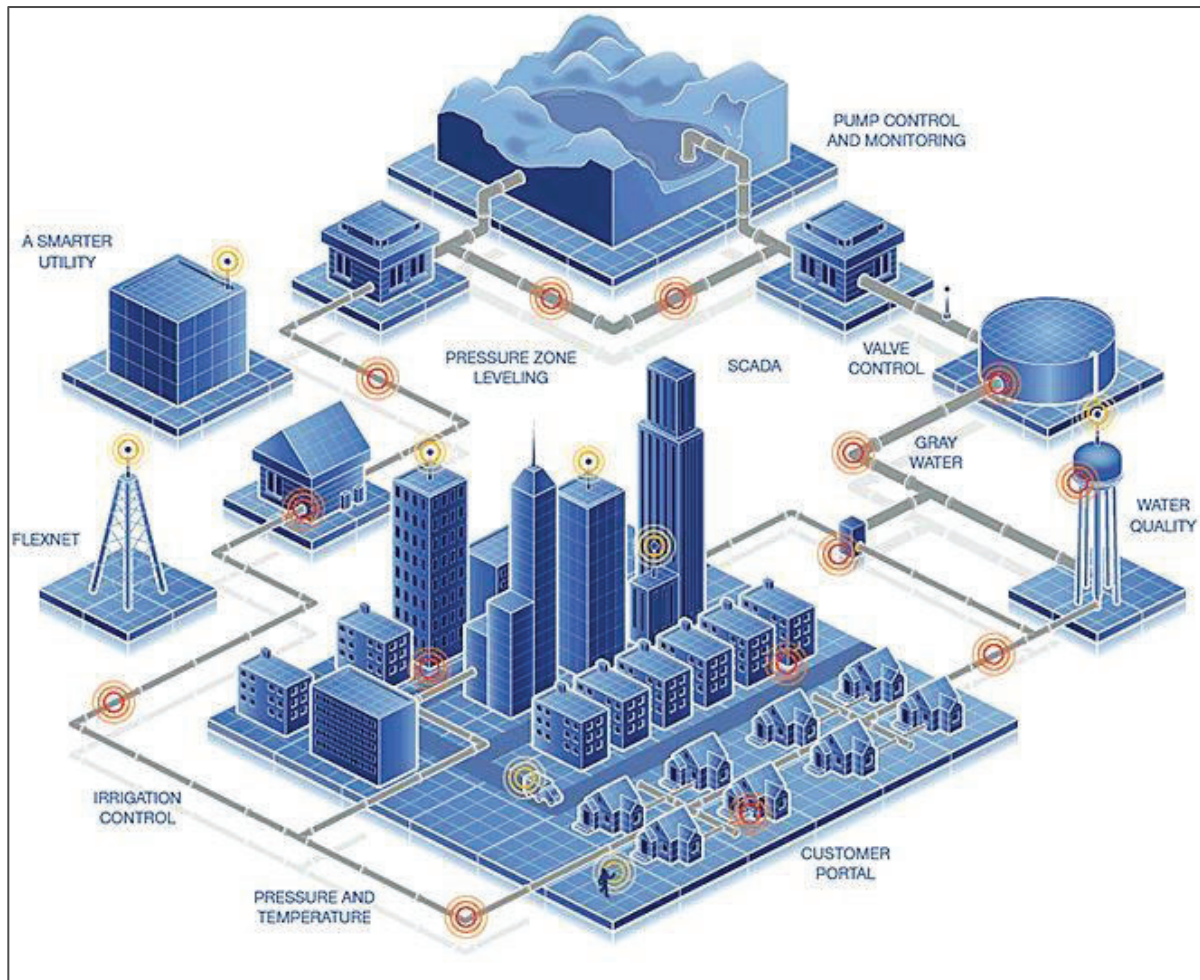 PUMP CONTROL
AND MONITORING
A SMARTER
UTILITY
PRESSURE ZONE
LEVELING
SCADA
VALVE
CONTROL
GRAY
WATER
WATER
QUALITY
FLEXNET
IRRIGATION
CONTROL
CUSTOMER
PORTAL
PRESSURE AND
TEMPERATURE